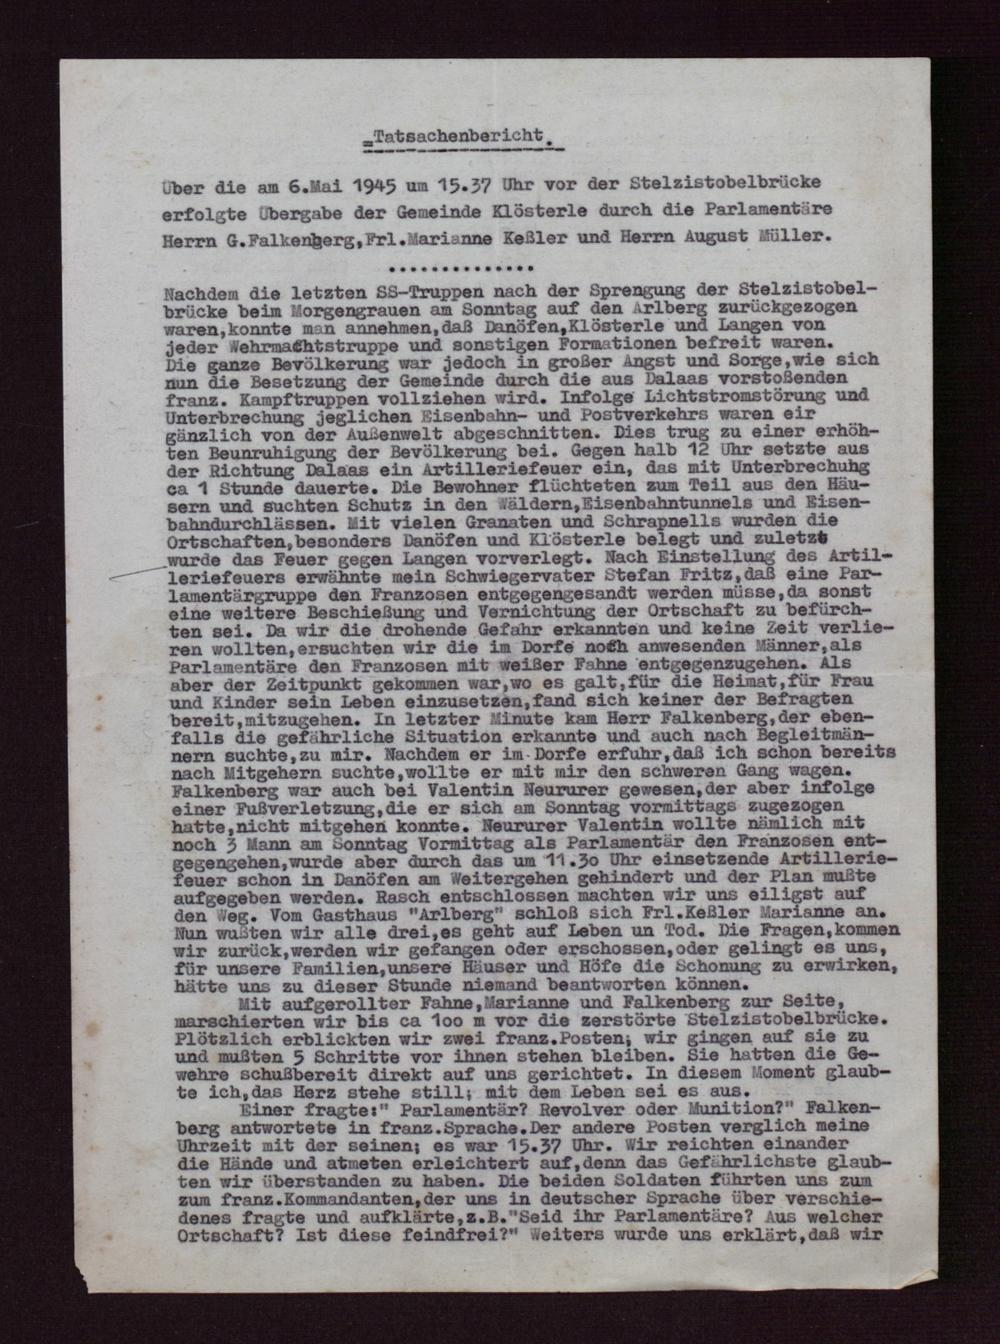 =Tatsachenbericht.
Über die am 6.Mai 1945 um 15.37 Uhr vor der Stelzistobelbrücke
erfolgte Übergabe der Gemeinde Klösterle durch die Parlamentäre
Herrn G.Falkenberg,Frl.Marianne Keßler und Herrn August Müller.
..............
Nachdem die letzten SS-Truppen nach der Sprengung der Stelzistobel-
brücke beim Morgengrauen am Sonntag auf den Arlberg zurückgezogen
waren,konnte man annehmen,daß Danöfen,Klösterle und Langen von
jeder Wehrmachtstruppe und sonstigen Formationen befreit waren.
Die ganze Bevölkerung war jedoch in großer Angst und Sorge,wie sich
nun die Besetzung der Gemeinde durch die aus Dalaas vorstoßenden
franz. Kampftruppen vollziehen wird. Infolge Lichtstromstörung und
Unterbrechung jeglichen Eisenbahn- und Postverkehrs waren eir
gänzlich von der Außenwelt abgeschnitten. Dies trug zu einer erhöh-
ten Beunruhigung der Bevölkerung bei. Gegen halb 12 Uhr setzte aus
der Richtung Dalaas ein Artilleriefeuer ein, das mit Unterbrechuhg
ca 1 Stunde dauerte. Die Bewohner flüchteten zum Teil aus den Häu-
sern und suchten Schutz in den Wäldern,Eisenbahntunnels und Eisen-
bahndurchlässen. Mit vielen Granaten und Schrapnells wurden die
Ortschaften,besonders Danöfen und Klösterle belegt und zuletzt
wurde das Feuer gegen Langen vorverlegt. Nach Einstellung des Artil-
leriefeuers erwähnte mein Schwiegervater Stefan Fritz,daß eine Par-
lamentärgruppe den Franzosen entgegengesandt werden müsse,da sonst
eine weitere Beschießung und Vernichtung der Ortschaft zu befürch-
ten sei. Da wir die drohende Gefahr erkannten und keine Zeit verlie-
ren wollten,ersuchten wir die im Dorfe noch anwesenden Männer,als
Parlamentäre den Franzosen mit weißer Fahne entgegenzugehen. Als
aber der Zeitpunkt gekommen war,wo es galt,für die Heimat,für Frau
und Kinder sein Leben einzusetzen,fand sich keiner der Befragten
bereit,mitzugehen. In letzter Minute kam Herr Falkenberg,der eben-
falls die gefährliche Situation erkannte und auch nach Begleitmän-
nern suchte,zu mir. Nachdem er im Dorfe erfuhr,daß ich schon bereits
nach Mitgehern suchte,wollte er mit mir den schweren Gang wagen.
Falkenberg war auch bei Valentin Neururer gewesen,der aber infolge
einer Fußverletzung,die er sich am Sonntag vormittags zugezogen
hatte,nicht mitgehen konnte. Neururer Valentin wollte nämlich mit
noch 3 Mann am Sonntag Vormittag als Parlamentär den Franzosen ent-
gegengehen,wurde aber durch das um 11.3o Uhr einsetzende Artillerie-
feuer schon in Danöfen am Weitergehen gehindert und der Plan mußte
aufgegeben werden. Rasch entschlossen machten wir uns eiligst auf
den Weg. Vom Gasthaus "Arlberg" schloß sich Frl.Keßler Marianne an.
Nun wußten wir alle drei,es geht auf Leben un Tod. Die Fragen,kommen
wir zurück,werden wir gefangen oder erschossen,oder gelingt es uns,
für unsere Familien,unsere Häuser und Höfe die Schonung zu erwirken,
hätte uns zu dieser Stunde niemand beantworten können.
Mit aufgerollter Fahne,Marianne und Falkenberg zur Seite,
marschierten wir bis ca 1oo m vor die zerstörte Stelzistobelbrücke.
Plötzlich erblickten wir zwei franz.Posten; wir gingen auf sie zu
und mußten 5 Schritte vor ihnen stehen bleiben. Sie hatten die Ge-
wehre schußbereit direkt auf uns gerichtet. In diesem Moment glaub-
te ich,das Herz stehe still; mit dem Leben sei es aus.
Einer fragte:" Parlamentär? Revolver oder Munition?" Falken-
berg antwortete in franz.Sprache.Der andere Posten verglich meine
Uhrzeit mit der seinen; es war 15.37 Uhr. Wir reichten einander
die Hände und atmeten erleichtert auf,denn das Gefährlichste glaub-
ten wir überstanden zu haben. Die beiden Soldaten führten uns zum
zum franz.Kommandanten,der uns in deutscher Sprache über verschie-
denes fragte und aufklärte,z.B."Seid ihr Parlamentäre? Aus welcher
Ortschaft? Ist diese feindfrei?" Weiters wurde uns erklärt,daß wir